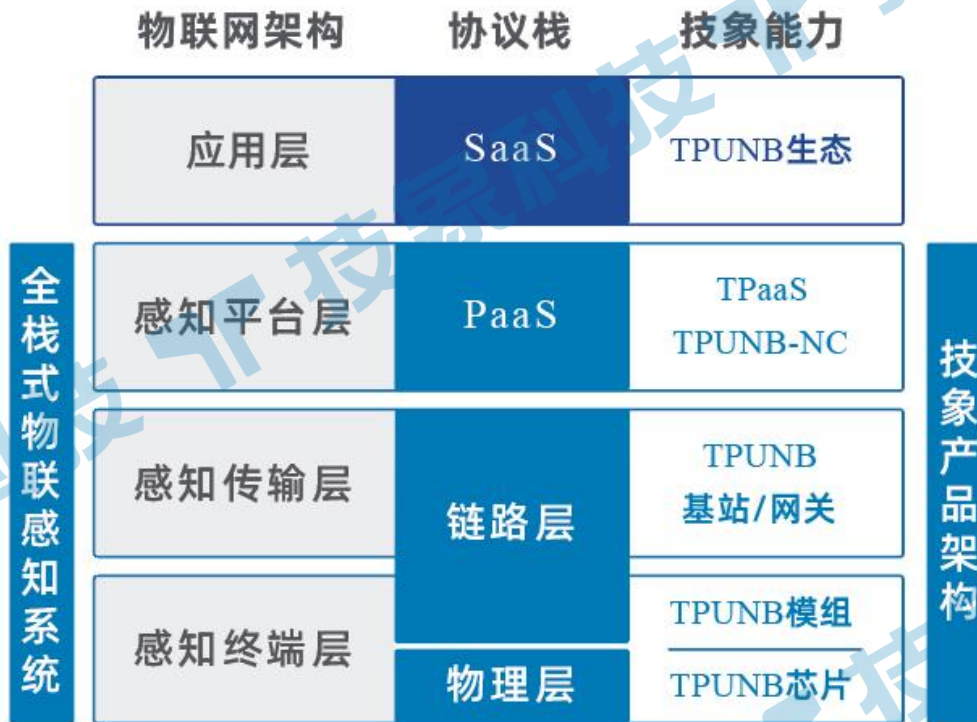 物联网架构 协议栈 技象能力
应用层 SaaS TPUNB生态
全栈式物联感知系统
感知平台层 PaaS TPaaS
TPUNB-NC
感知传输层 链路层 TPUNB
基站/网关
感知终端层 物理层 TPUNB模组
TPUNB芯片
技象产品架构
技象科技